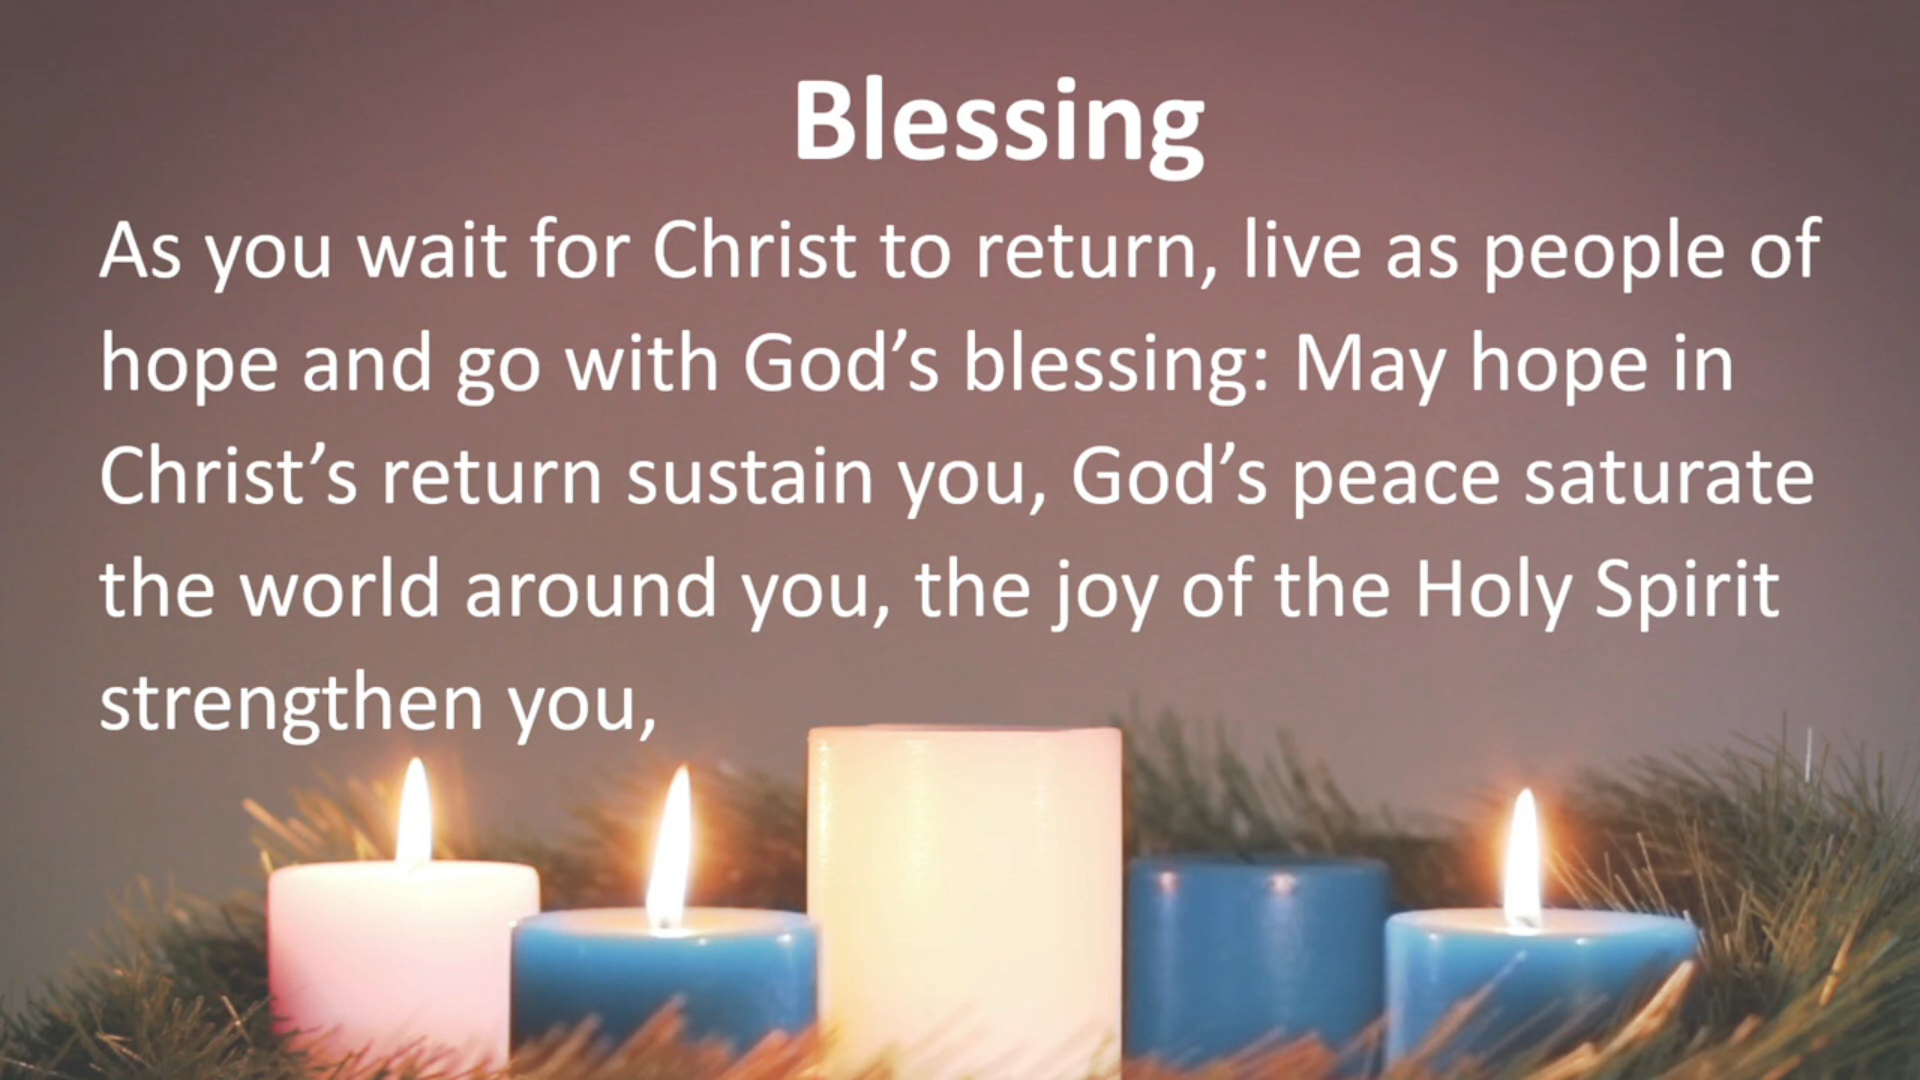 Blessing
As you wait for Christ to return, live as people of
hope and go with God’s blessing: May hope in
Christ’s return sustain you, God’s peace saturate
the world around you, the joy of the Holy Spirit
strengthen you,